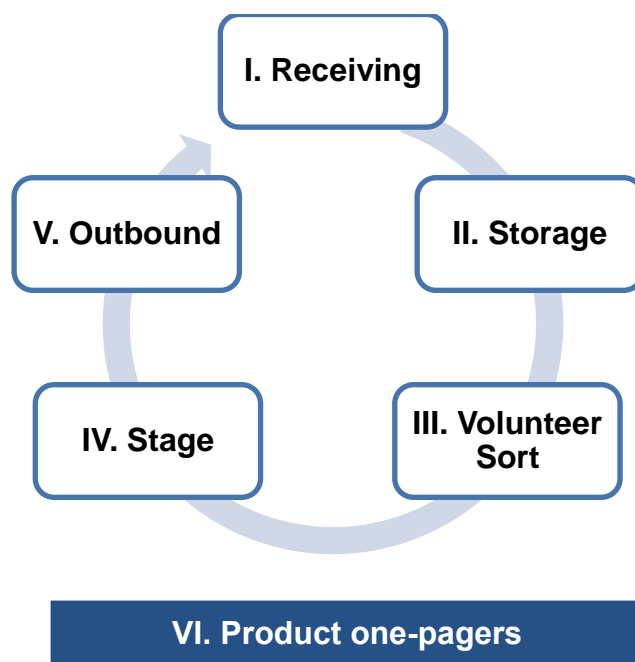 I. Receiving
II. Storage
III. Volunteer
Sort
IV. Stage
V. Outbound
VI. Product one-pagers